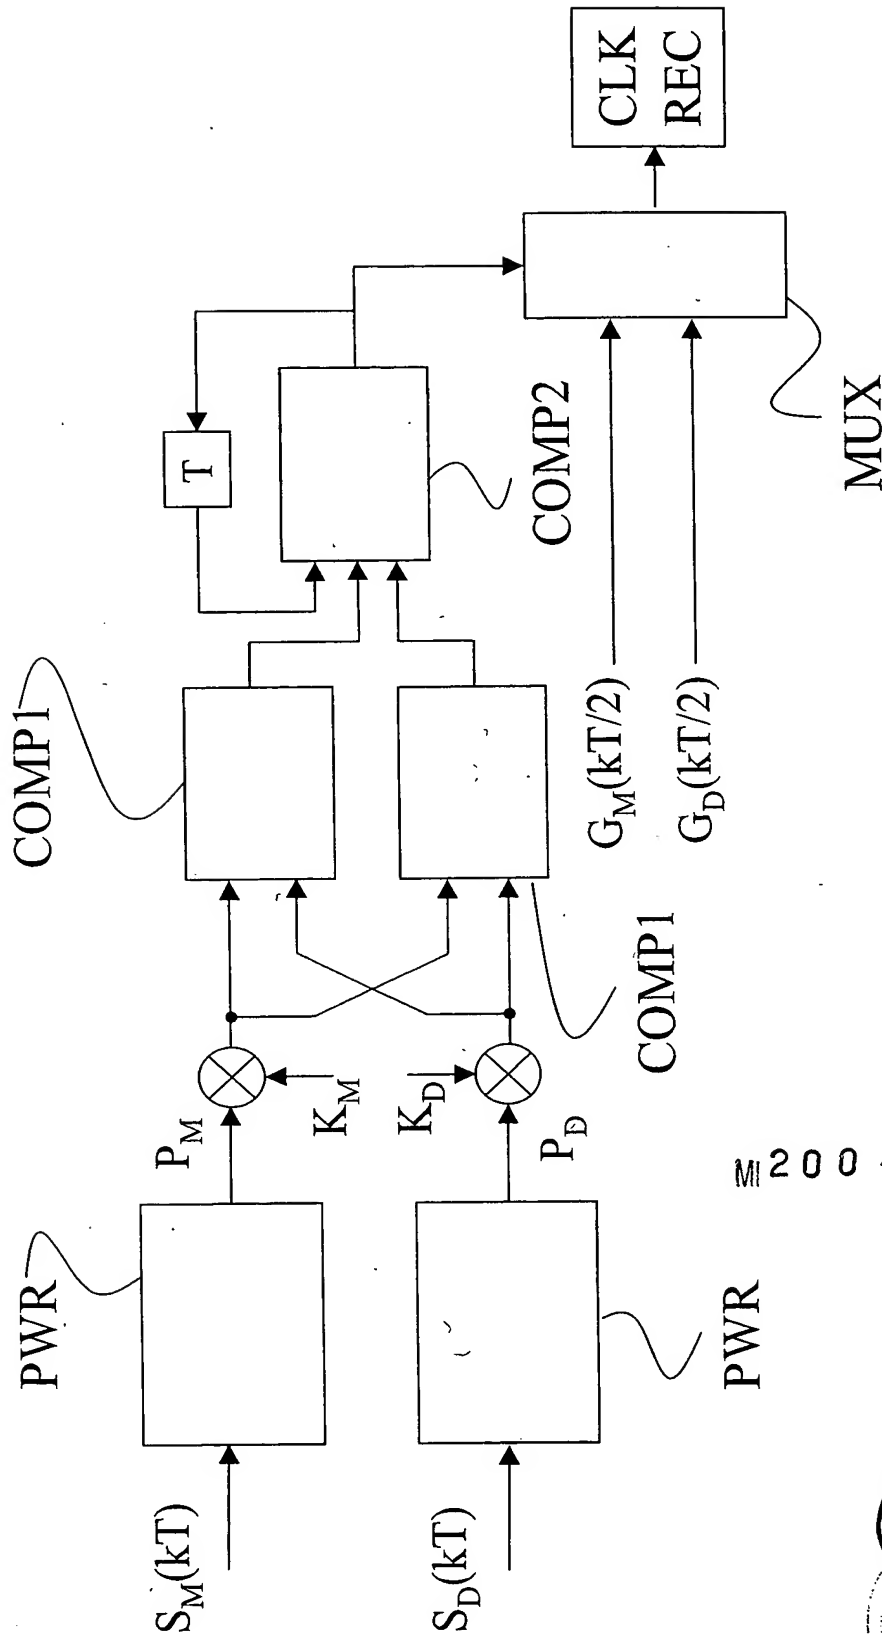 PWR
COMP1
T
CLK
REC
S_M(kT)
P_M
K_M
COMP2
K_D
S_D(kT)
P_D
G_M(kT/2)
G_D(kT/2)
COMP1
PWR
MUX
MI 200